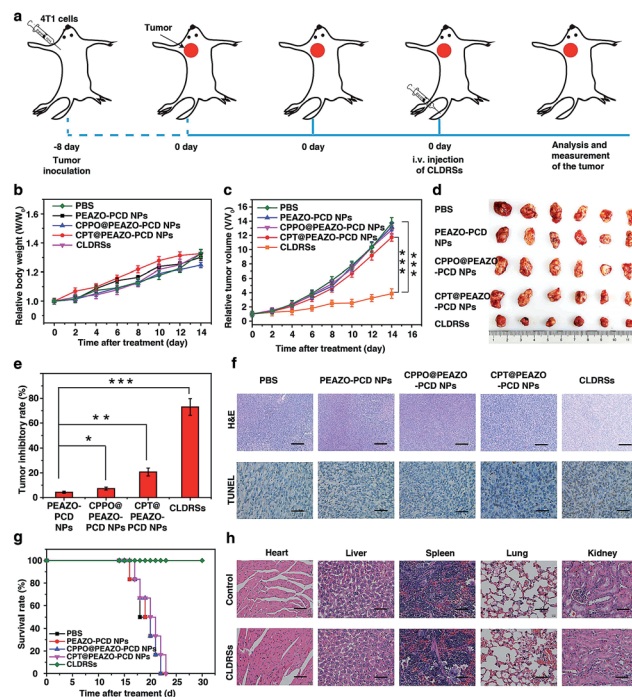 a
4T1 cells
Tumor
-8 day
Tumor
inoculation
0 day
0 day
0 day
i.v. injection
of CLDRSs
Analysis and
measurement
of the tumor
b
Relative body weight (W/W₀)
1.6
1.4
1.2
1.0
PBS
PEAZO-PCD NPs
CPPO@PEAZO-PCD NPs
CPT@PEAZO-PCD NPs
CLDRSs
0 2 4 6 8 10 12 14
Time after treatment (day)
c
Relative tumor volume (V/V₀)
18
16
14
12
10
8
6
4
2
0
PBS
PEAZO-PCD NPs
CPPO@PEAZO-PCD NPs
CPT@PEAZO-PCD NPs
CLDRSs
***
***
0 2 4 6 8 10 12 14 16
Time after treatment (day)
d
PBS
PEAZO-PCD
NPs
CPPO@PEAZO
-PCD NPs
CPT@PEAZO
-PCD NPs
CLDRSs
e
Tumor inhibitory rate (%)
100
80
60
40
20
0
***
**
*
PEAZO-
PCD
NPs
CPPO@
PEAZO-
PCD NPs
CPT@
PEAZO-
PCD NPs
CLDRSs
f
PBS
PEAZO-PCD NPs
CPPO@PEAZO
-PCD NPs
CPT@PEAZO
-PCD NPs
CLDRSs
H&E
TUNEL
g
Survival rate (%)
100
80
60
40
20
0
PBS
PEAZO-PCD NPs
CPPO@PEAZO-PCD NPs
CPT@PEAZO-PCD NPs
CLDRSs
0 5 10 15 20 25 30
Time after treament (d)
h
Heart
Liver
Spleen
Lung
Kidney
Control
CLDRSs